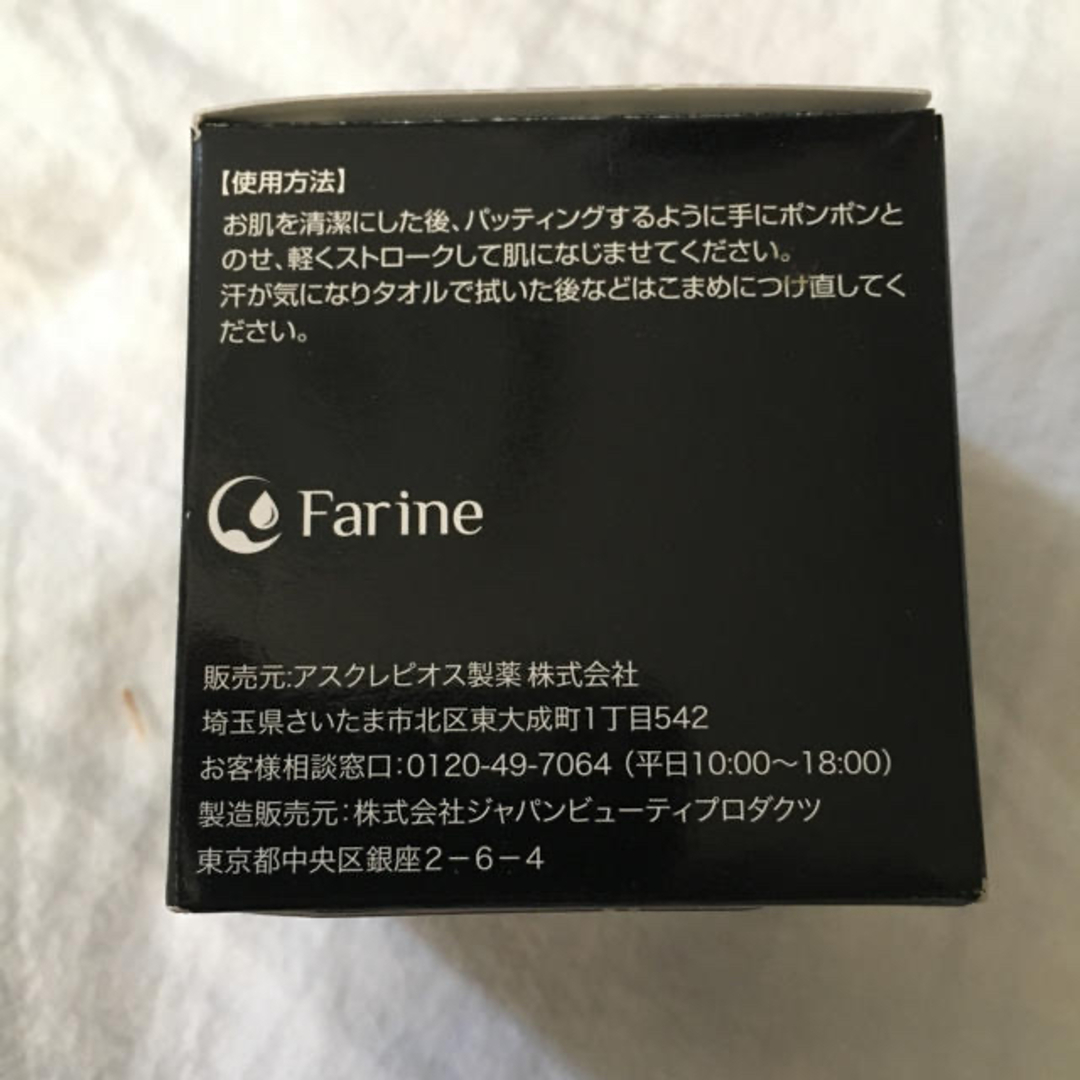 【使用方法】
お肌を清潔にした後、パッティングするように手にポンポンと
のせ、軽くストロークして肌になじませてください。
汗が気になりタオルで拭いた後などはこまめにつけ直してく
ださい。
Farine
販売元:アスクレピオス製薬 株式会社
埼玉県さいたま市北区東大成町1丁目542
お客様相談窓口:0120-49-7064（平日10:00～18:00）
製造販売元：株式会社ジャパンビューティプロダクツ
東京都中央区銀座2－6－4